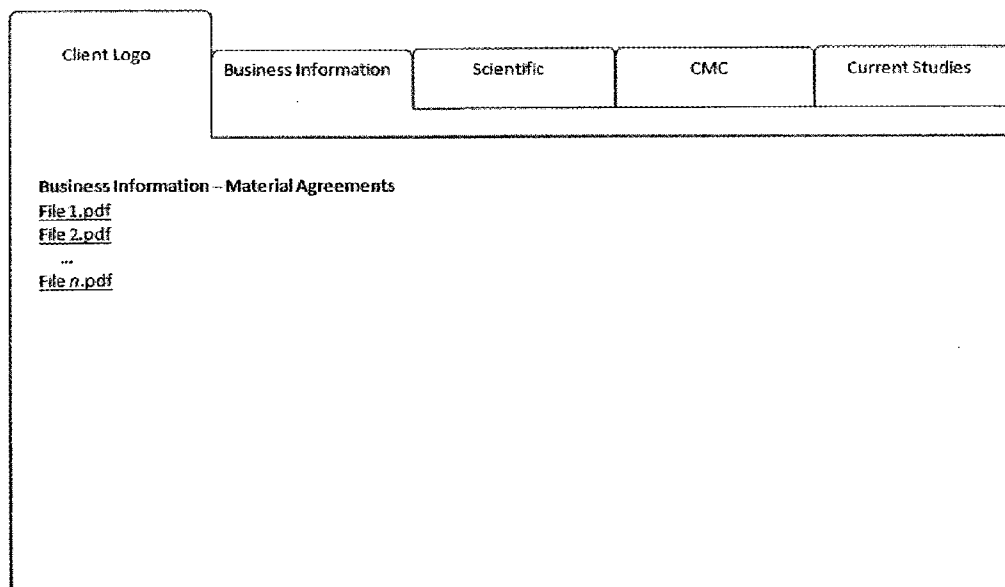 Client Logo
Business Information
Scientific
CMC
Current Studies
Business Information – Material Agreements
File 1.pdf
File 2.pdf
...
File n.pdf